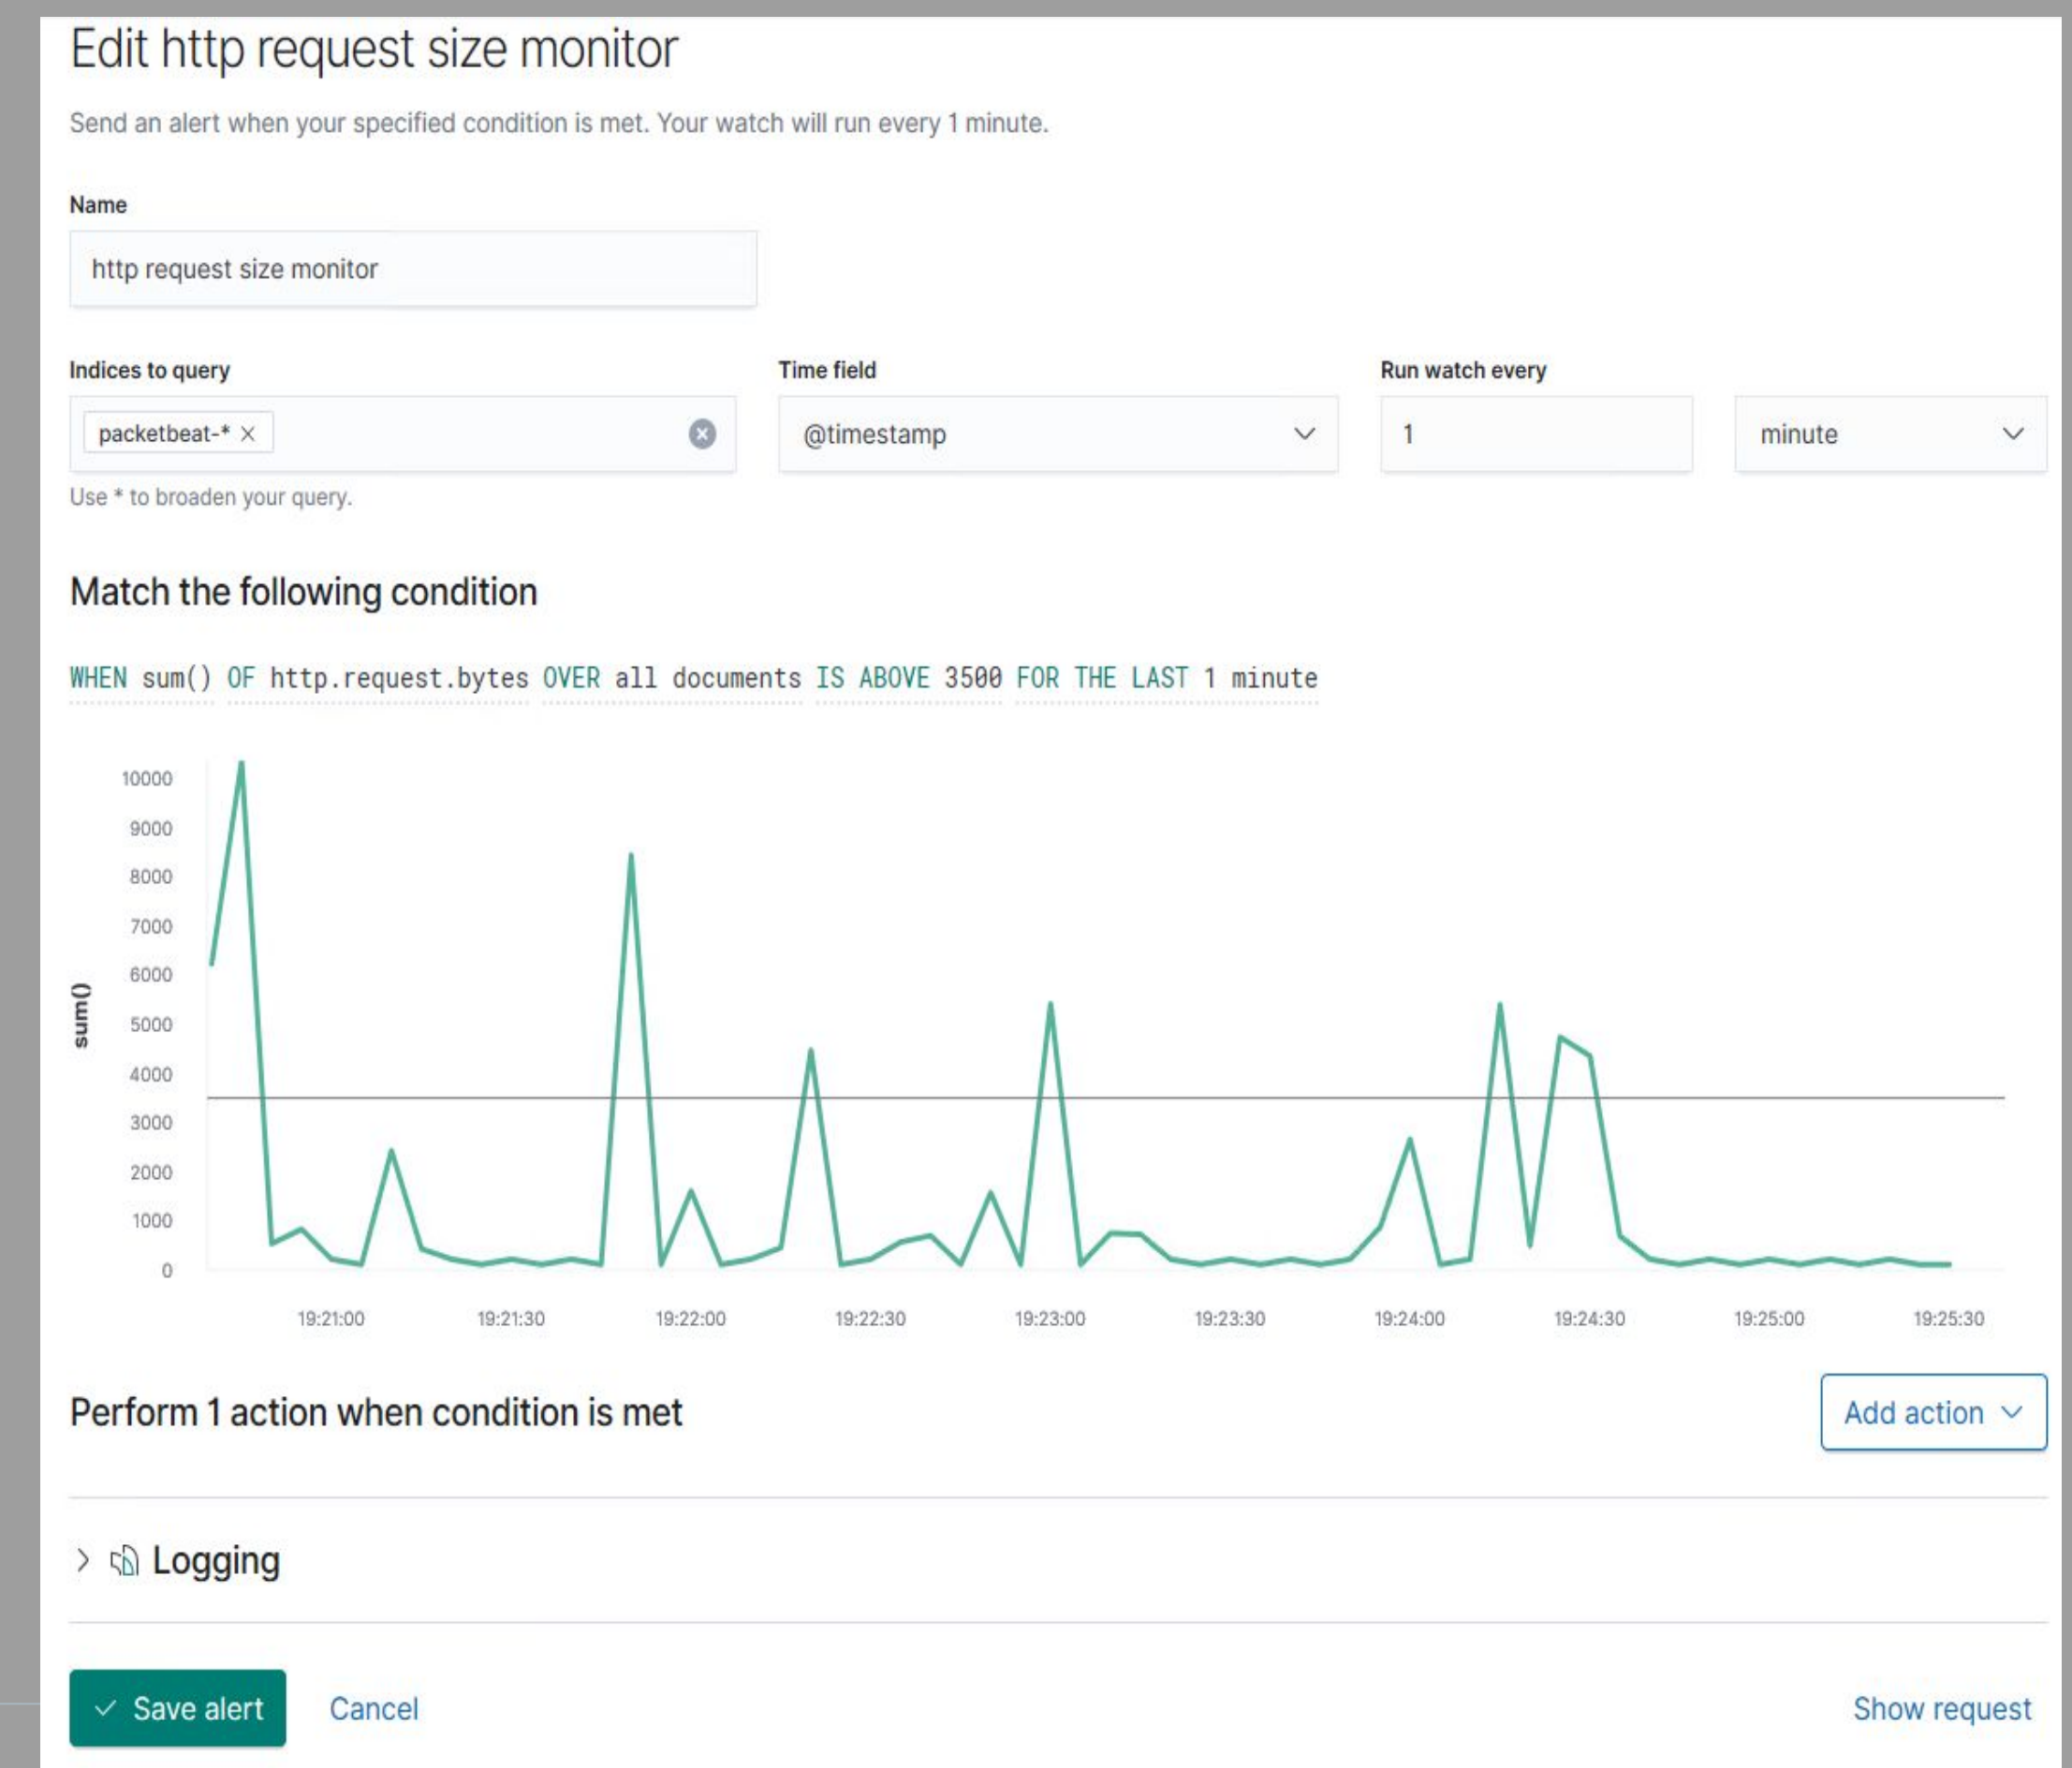 Edit http request size monitor
Send an alert when your specified condition is met. Your watch will run every 1 minute.
Name
http request size monitor
Indices to query
Time field
Run watch every
packetbeat-*
@timestamp
1
minute
Use * to broaden your query.
Match the following condition
WHEN sum() OF http.request.bytes OVER all documents IS ABOVE 3500 FOR THE LAST 1 minute
10000
9000
8000
7000
6000
5000
4000
3000
2000
1000
0
sum()
19:21:00 19:21:30 19:22:00 19:22:30 19:23:00 19:23:30 19:24:00 19:24:30 19:25:00 19:25:30
Perform 1 action when condition is met
Add action
Logging
Save alert
Cancel
Show request